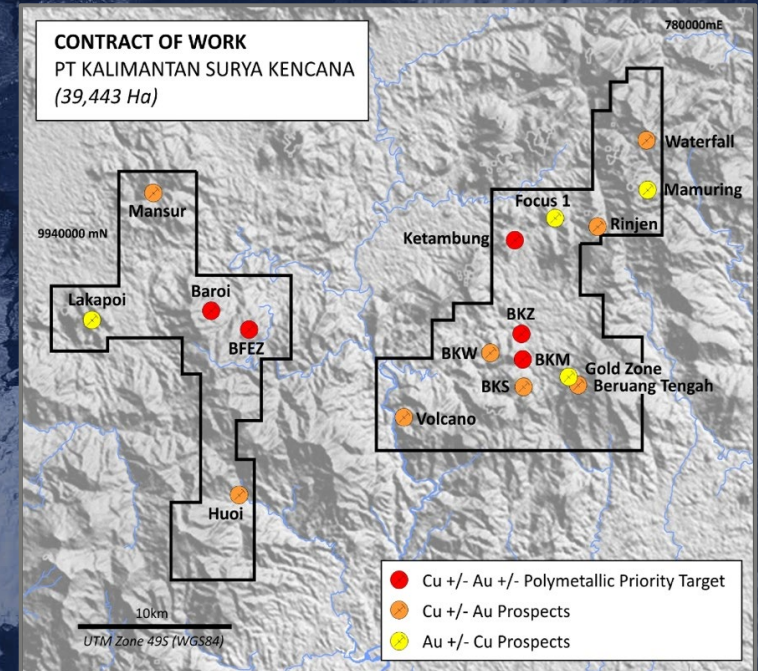 CONTRACT OF WORK
PT KALIMANTAN SURYA KENCANA
(39,443 Ha)
780000mE
Waterfall
Mamuring
Mansur
Focus 1
Rinjen
9940000 mN
Ketambung
Lakapoi
Baroi
BFEZ
BKZ
BKW
BKM
Gold Zone
BKS
Beruang Tengah
Volcano
Huoi
Cu +/- Au +/- Polymetallic Priority Target
Cu +/- Au Prospects
Au +/- Cu Prospects
10km
UTM Zone 49S (WGS84)